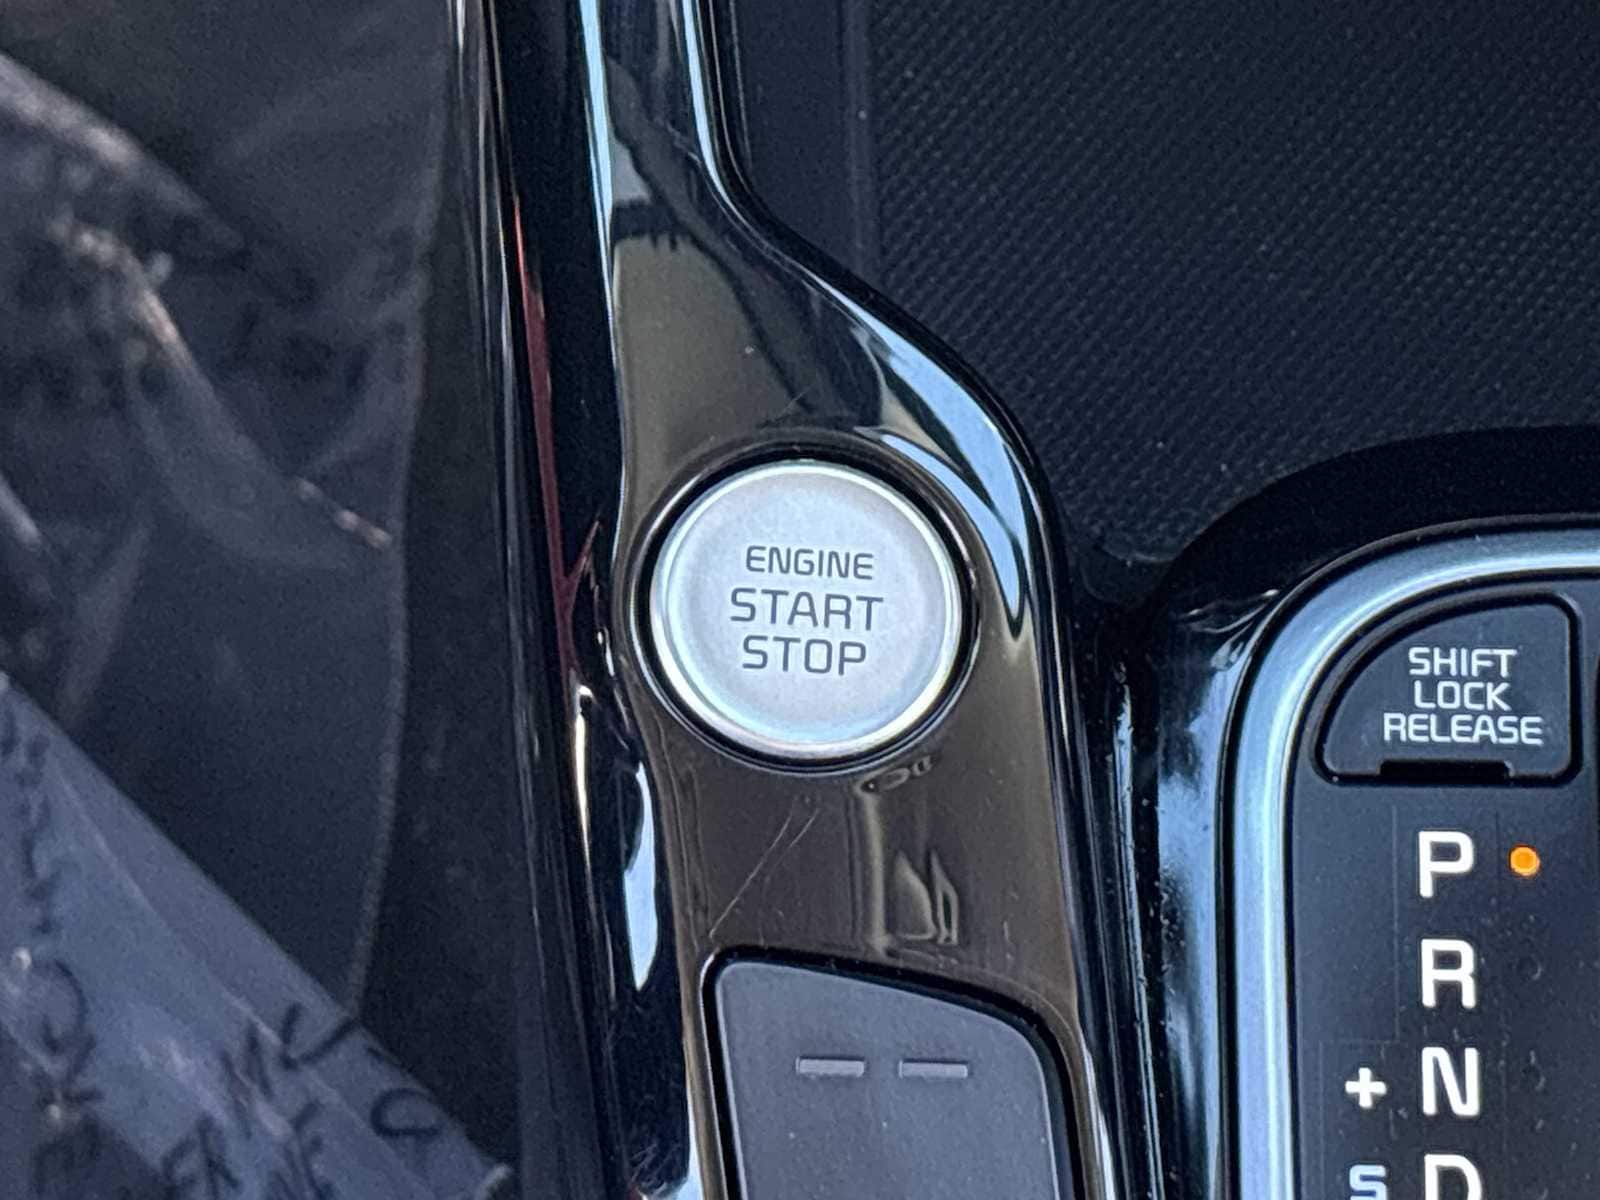 ENGINE
START
STOP
SHIFT
LOCK
RELEASE
P
R
+ N
S D